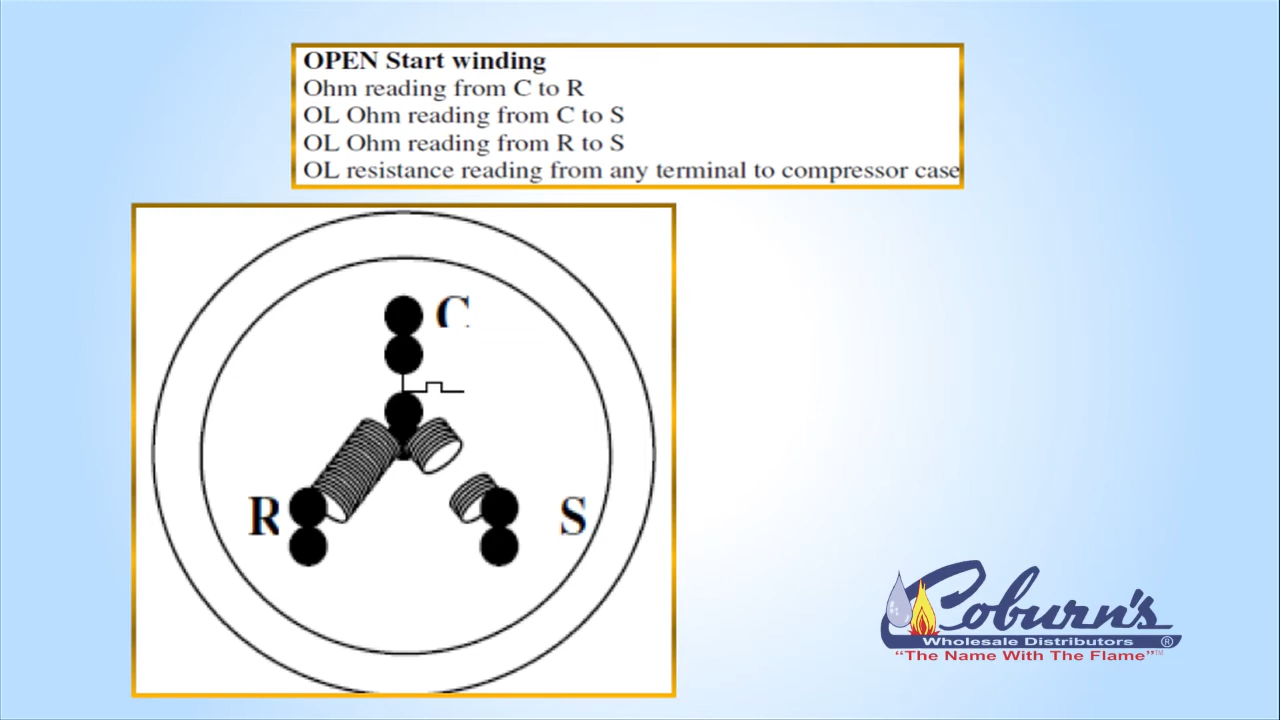 OPEN Start winding
Ohm reading from C to R
OL Ohm reading from C to S
OL Ohm reading from R to S
OL resistance reading from any terminal to compressor case
C
R
S
Coburn's
Wholesale Distributors ®
"The Name With The Flame"™